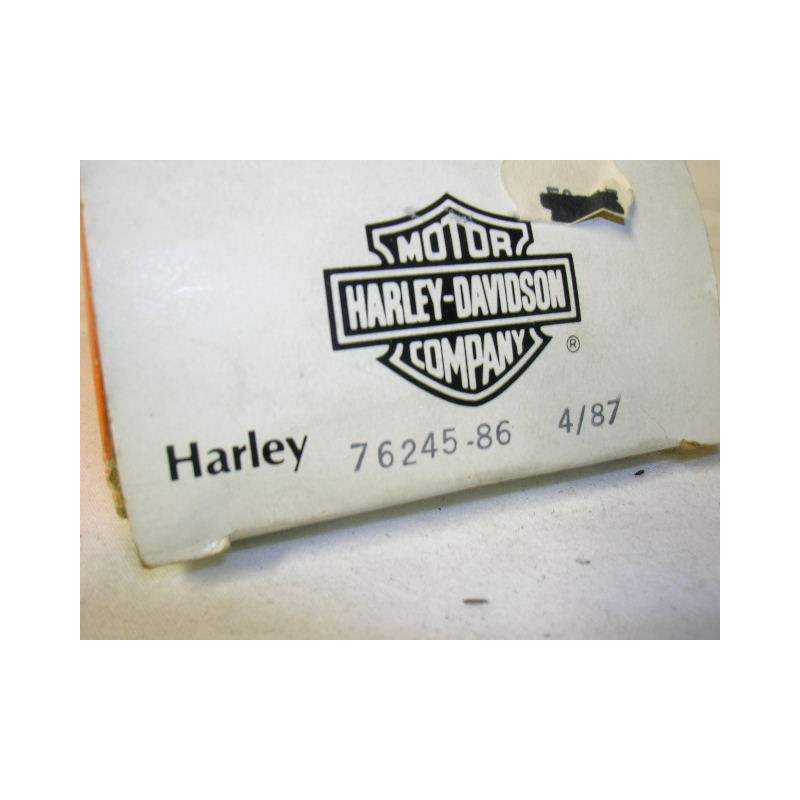 MOTOR
HARLEY-DAVIDSON
COMPANY
®
Harley 76245-86 4/87